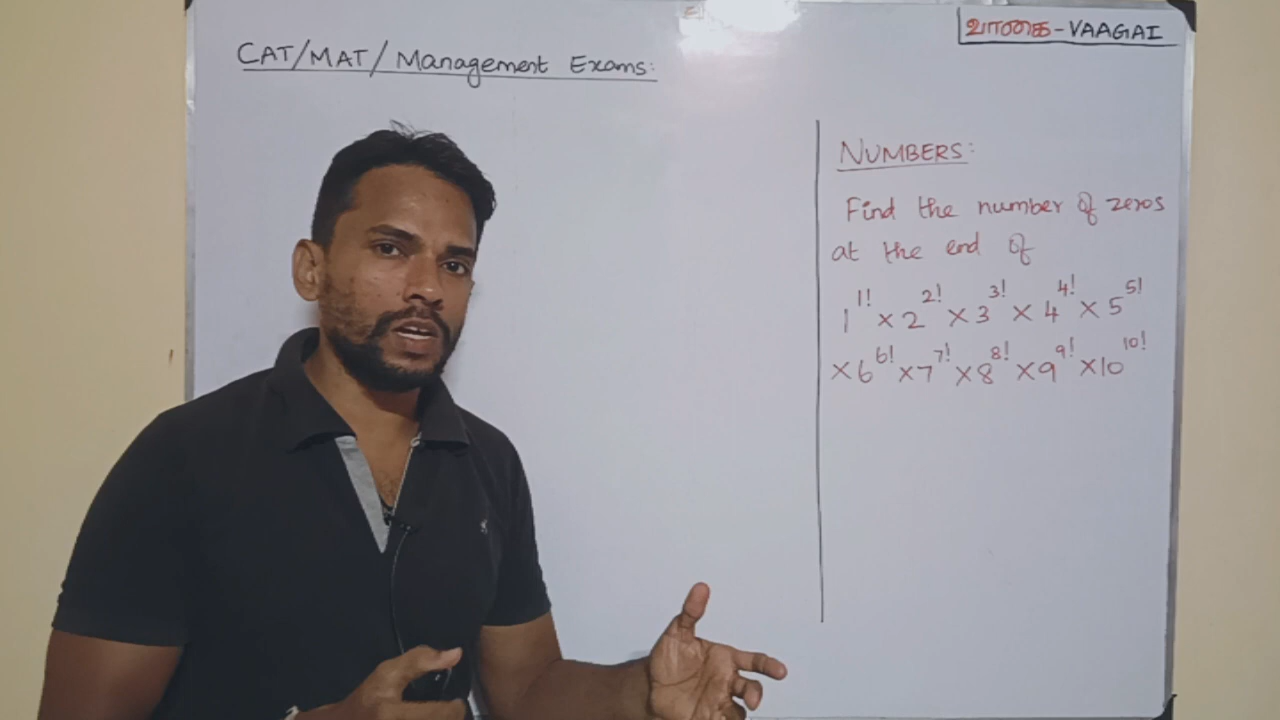 CAT/MAT/Management Exams:
வாகை-VAAGAI
NUMBERS:
Find the number of zeros
at the end of
1^1! × 2^2! × 3^3! × 4^4! × 5^5!
×6^6! ×7^7! ×8^8! ×9^9! ×10^10!